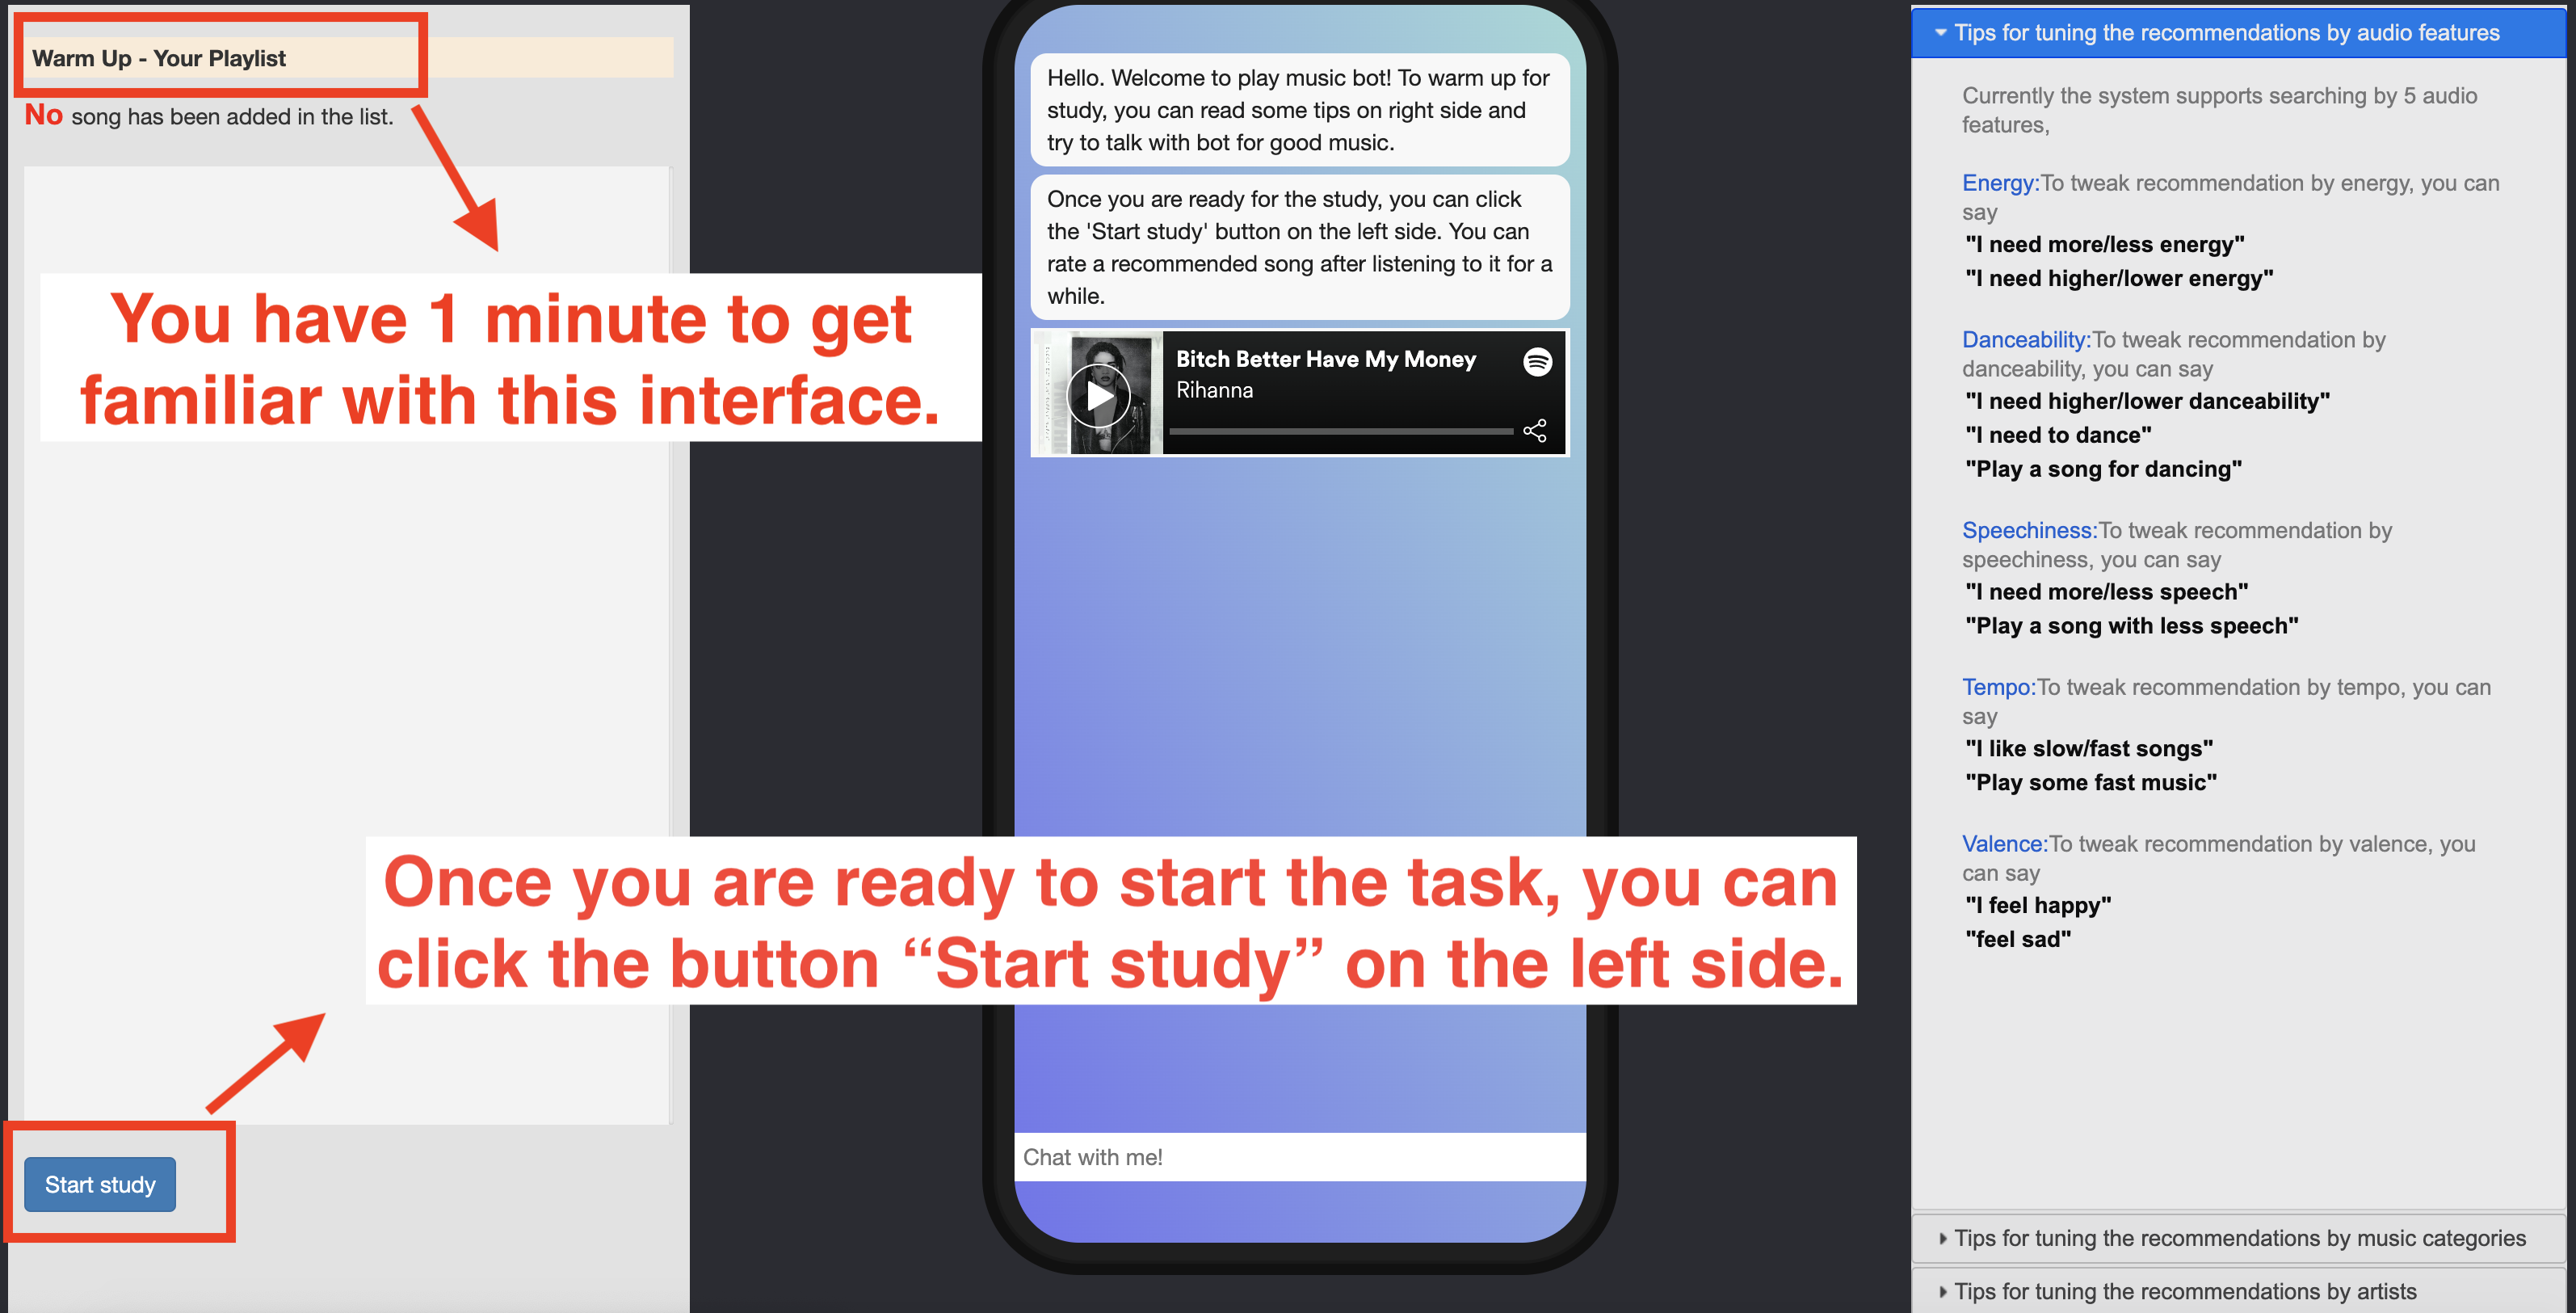 Warm Up - Your Playlist
No song has been added in the list.
You have 1 minute to get
familiar with this interface.
Start study
Hello. Welcome to play music bot! To warm up for
study, you can read some tips on right side and
try to talk with bot for good music.
Once you are ready for the study, you can click
the 'Start study' button on the left side. You can
rate a recommended song after listening to it for a
while.
Bitch Better Have My Money
Rihanna
Once you are ready to start the task, you can
click the button “Start study” on the left side.
Chat with me!
Tips for tuning the recommendations by audio features
Currently the system supports searching by 5 audio
features,
Energy:To tweak recommendation by energy, you can
say
"I need more/less energy"
"I need higher/lower energy"
Danceability:To tweak recommendation by
danceability, you can say
"I need higher/lower danceability"
"I need to dance"
"Play a song for dancing"
Speechiness:To tweak recommendation by
speechiness, you can say
"I need more/less speech"
"Play a song with less speech"
Tempo:To tweak recommendation by tempo, you can
say
"I like slow/fast songs"
"Play some fast music"
Valence:To tweak recommendation by valence, you
can say
"I feel happy"
"feel sad"
Tips for tuning the recommendations by music categories
Tips for tuning the recommendations by artists